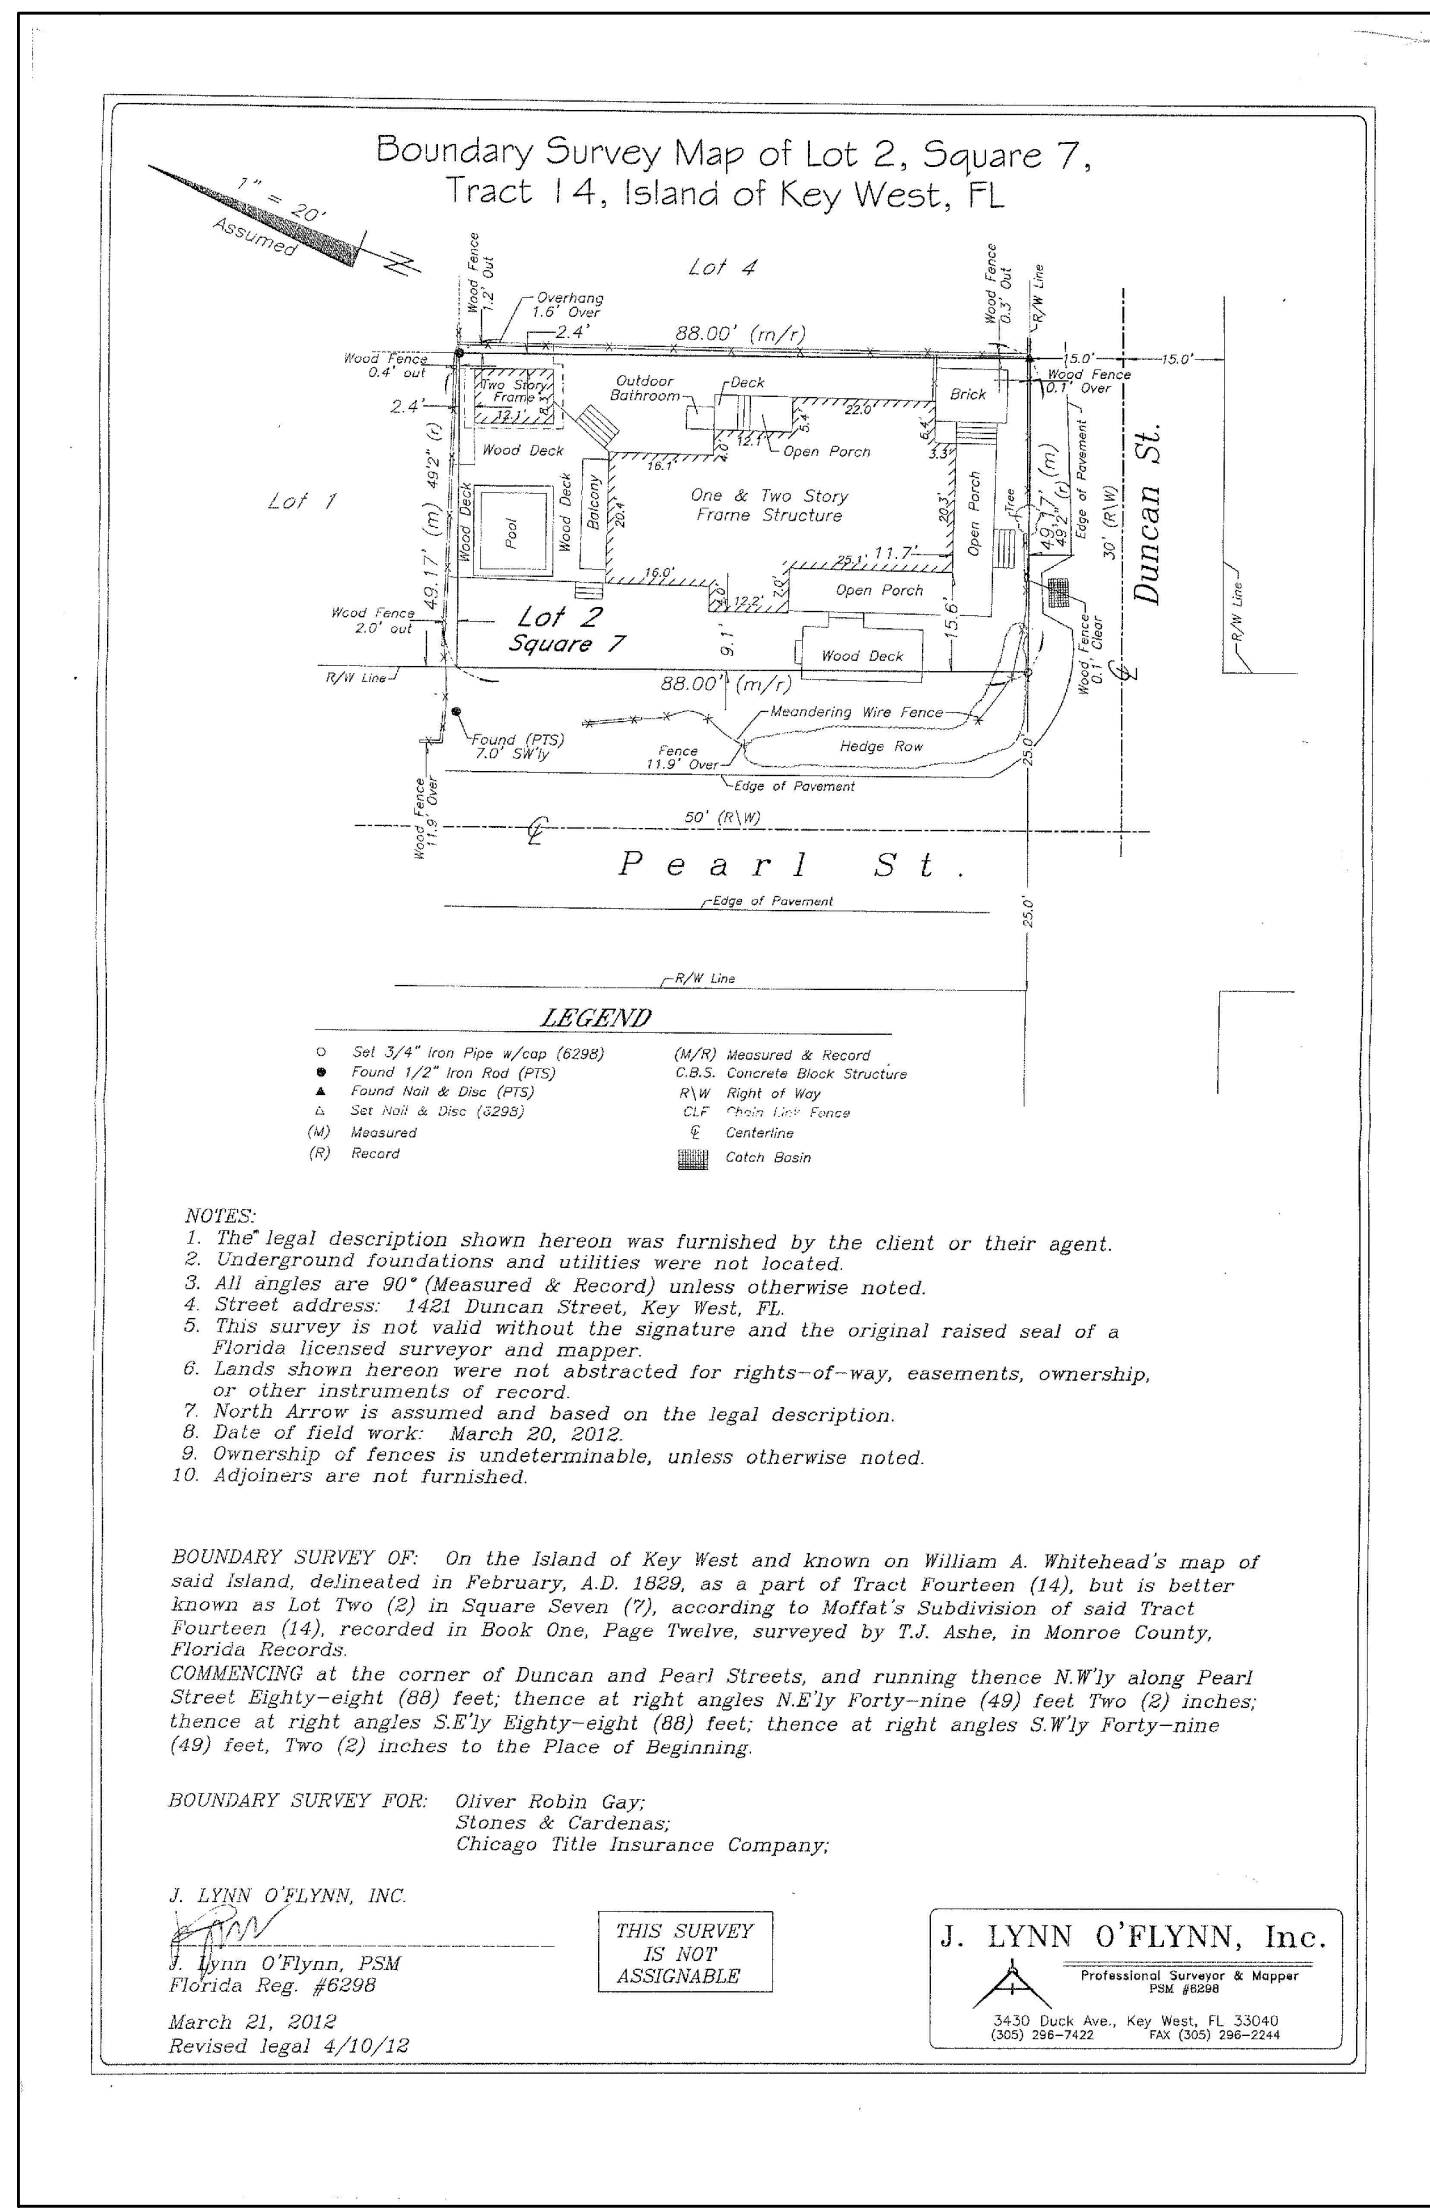 Boundary Survey Map of Lot 2, Square 7,
Tract 14, Island of Key West, FL
1" = 20'
Assumed
N
Wood Fence
1.2' Out
Overhang
1.6' Over
2.4'
Lot 4
88.00' (m/r)
Wood Fence
0.3' Out
R/W Line
15.0'
15.0'
Wood Fence
0.4' out
Wood Fence
0.1' Over
Two Story
Frame
12.1'
2.4'
Outdoor
Bathroom
Deck
22.0'
5.4'
12.1'
Open Porch
Brick
6.4'
3.3'
Wood Deck
16.1'
4.0'
49.17' (m) 49'2" (r)
Lot 1
Wood Deck
Pool
Wood Deck
Balcony
20.4'
One & Two Story
Frame Structure
20.3'
Open Porch
Tree
49.17' (m)
49'2" (r)
Edge of Pavement
30' (R\W)
Duncan St.
11.7'
25.1'
16.0'
7.0'
12.2'
Open Porch
Wood Fence
2.0' out
Lot 2
Square 7
9.1'
15.6'
Wood Deck
Wood Fence
0.1' Clear
R/W Line
R/W Line
88.00' (m/r)
Found (PTS)
7.0' SW'ly
Meandering Wire Fence
Hedge Row
Fence
11.9' Over
25.0'
Edge of Pavement
Wood Fence
11.9' Over
50' (R\W)
Pearl St.
Edge of Pavement
25.0'
R/W Line
LEGEND
Set 3/4" Iron Pipe w/cap (6298)
Found 1/2" Iron Rod (PTS)
Found Nail & Disc (PTS)
Set Nail & Disc (6298)
(M) Measured
(R) Record
(M/R) Measured & Record
C.B.S. Concrete Block Structure
R\W Right of Way
CLF Chain Link Fence
℄ Centerline
Catch Basin
NOTES:
1. The legal description shown hereon was furnished by the client or their agent.
2. Underground foundations and utilities were not located.
3. All angles are 90° (Measured & Record) unless otherwise noted.
4. Street address: 1421 Duncan Street, Key West, FL.
5. This survey is not valid without the signature and the original raised seal of a
Florida licensed surveyor and mapper.
6. Lands shown hereon were not abstracted for rights-of-way, easements, ownership,
or other instruments of record.
7. North Arrow is assumed and based on the legal description.
8. Date of field work: March 20, 2012.
9. Ownership of fences is undeterminable, unless otherwise noted.
10. Adjoiners are not furnished.
BOUNDARY SURVEY OF: On the Island of Key West and known on William A. Whitehead's map of
said Island, delineated in February, A.D. 1829, as a part of Tract Fourteen (14), but is better
known as Lot Two (2) in Square Seven (7), according to Moffat's Subdivision of said Tract
Fourteen (14), recorded in Book One, Page Twelve, surveyed by T.J. Ashe, in Monroe County,
Florida Records.
COMMENCING at the corner of Duncan and Pearl Streets, and running thence N.W'ly along Pearl
Street Eighty-eight (88) feet; thence at right angles N.E'ly Forty-nine (49) feet Two (2) inches;
thence at right angles S.E'ly Eighty-eight (88) feet; thence at right angles S.W'ly Forty-nine
(49) feet, Two (2) inches to the Place of Beginning.
BOUNDARY SURVEY FOR: Oliver Robin Gay;
Stones & Cardenas;
Chicago Title Insurance Company;
J. LYNN O'FLYNN, INC.
J. Lynn O'Flynn, PSM
Florida Reg. #6298
March 21, 2012
Revised legal 4/10/12
THIS SURVEY
IS NOT
ASSIGNABLE
J. LYNN O'FLYNN, Inc.
Professional Surveyor & Mapper
PSM #6298
3430 Duck Ave., Key West, FL 33040
(305) 296-7422 FAX (305) 296-2244